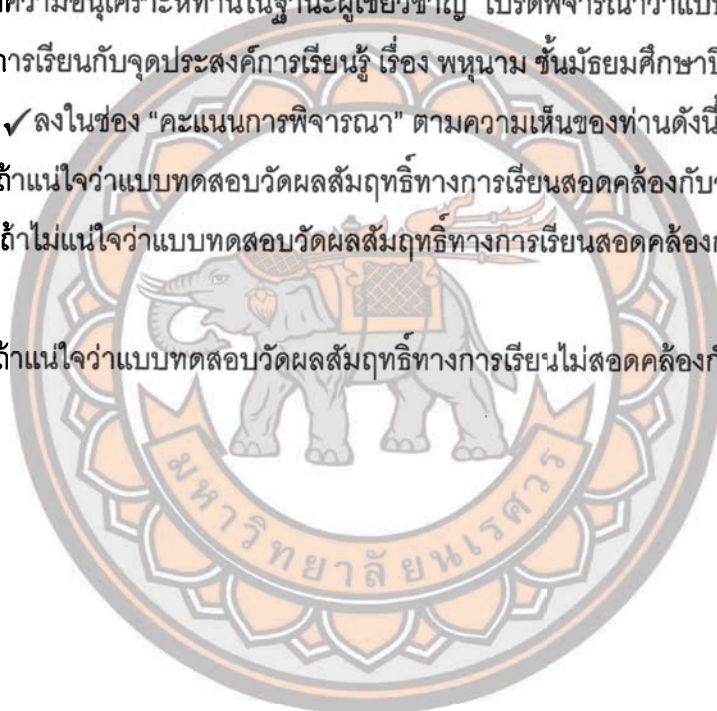 ความอนุเคราะห์ท่านในฐานะผู้เชี่ยวชาญ โปรดพิจารณาว่าแบบ
การเรียนกับจุดประสงค์การเรียนรู้ เรื่อง พหุนาม ชั้นมัธยมศึกษา
✓ ลงในช่อง "คะแนนการพิจารณา" ตามความเห็นของท่านดังนี้
ถ้าแน่ใจว่าแบบทดสอบวัดผลสัมฤทธิ์ทางการเรียนสอดคล้องกับ
ถ้าไม่แน่ใจว่าแบบทดสอบวัดผลสัมฤทธิ์ทางการเรียนสอดคล้อง
ถ้าแน่ใจว่าแบบทดสอบวัดผลสัมฤทธิ์ทางการเรียนไม่สอดคล้อง
มหาวิทยาลัยนเรศวร